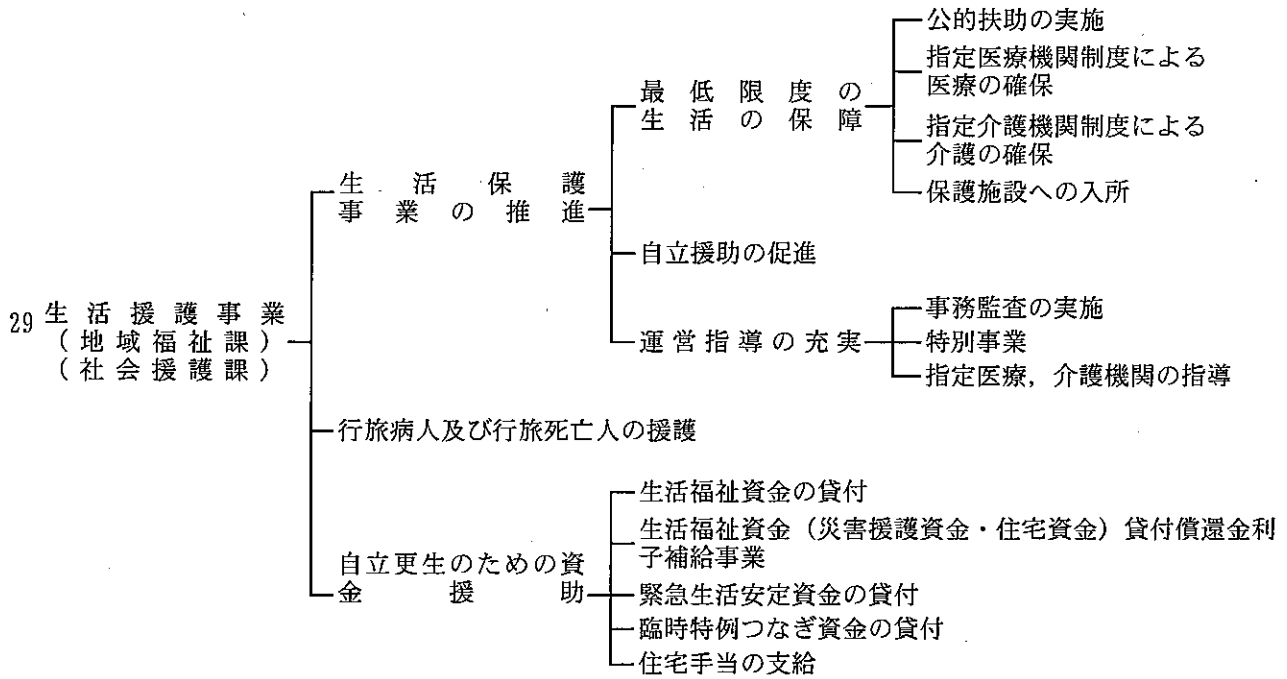 29 生活援護事業
（地域福祉課）
（社会援護課）
生活保護
事業の推進
最低限度の
生活の保障
公的扶助の実施
指定医療機関制度による
医療の確保
指定介護機関制度による
介護の確保
保護施設への入所
自立援助の促進
運営指導の充実
事務監査の実施
特別事業
指定医療，介護機関の指導
行旅病人及び行旅死亡人の援護
自立更生のための資
金援助
生活福祉資金の貸付
生活福祉資金（災害援護資金・住宅資金）貸付償還金利
子補給事業
緊急生活安定資金の貸付
臨時特例つなぎ資金の貸付
住宅手当の支給